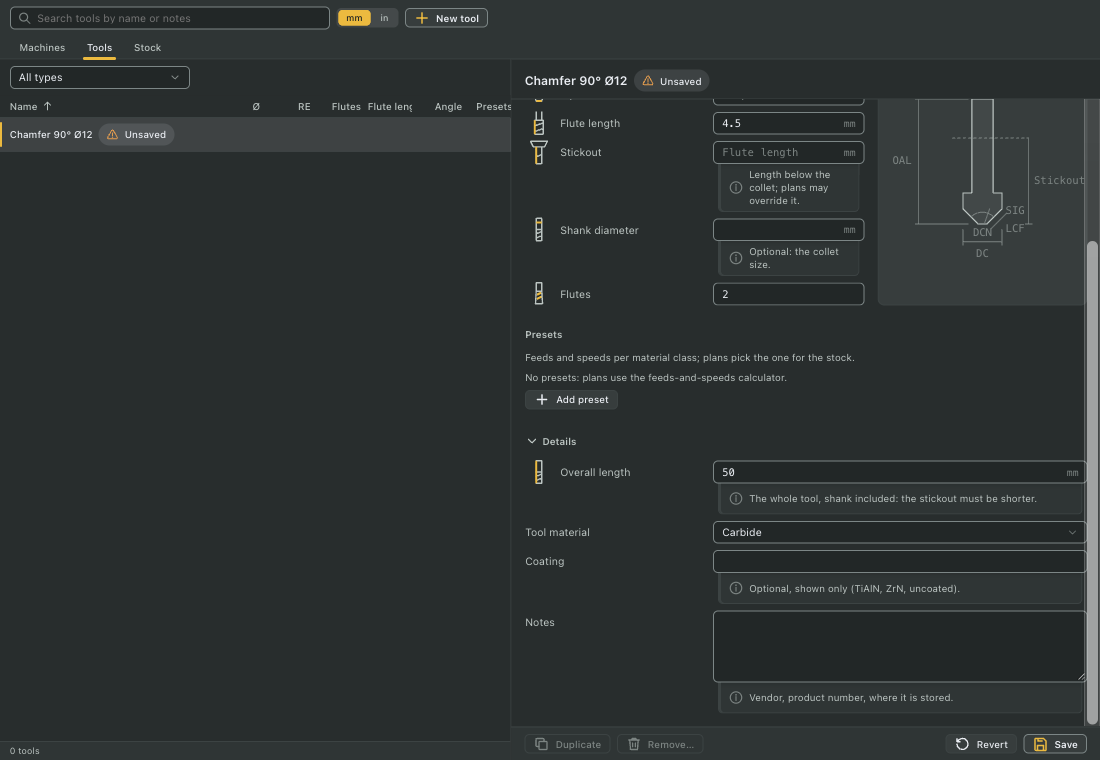 Search tools by name or notes
mm in
New tool
Machines Tools Stock
All types
Name Ø RE Flutes Flute leng Angle Presets
Chamfer 90° Ø12 Unsaved
0 tools
Chamfer 90° Ø12 Unsaved
Flute length 4.5 mm
Stickout Flute length mm
Length below the
collet; plans may
override it.
Shank diameter mm
Optional: the collet
size.
Flutes 2
OAL
Stickout
SIG
DCN
LCF
DC
Presets
Feeds and speeds per material class; plans pick the one for the stock.
No presets: plans use the feeds-and-speeds calculator.
Add preset
Details
Overall length 50 mm
The whole tool, shank included: the stickout must be shorter.
Tool material Carbide
Coating
Optional, shown only (TiAlN, ZrN, uncoated).
Notes
Vendor, product number, where it is stored.
Duplicate Remove... Revert Save